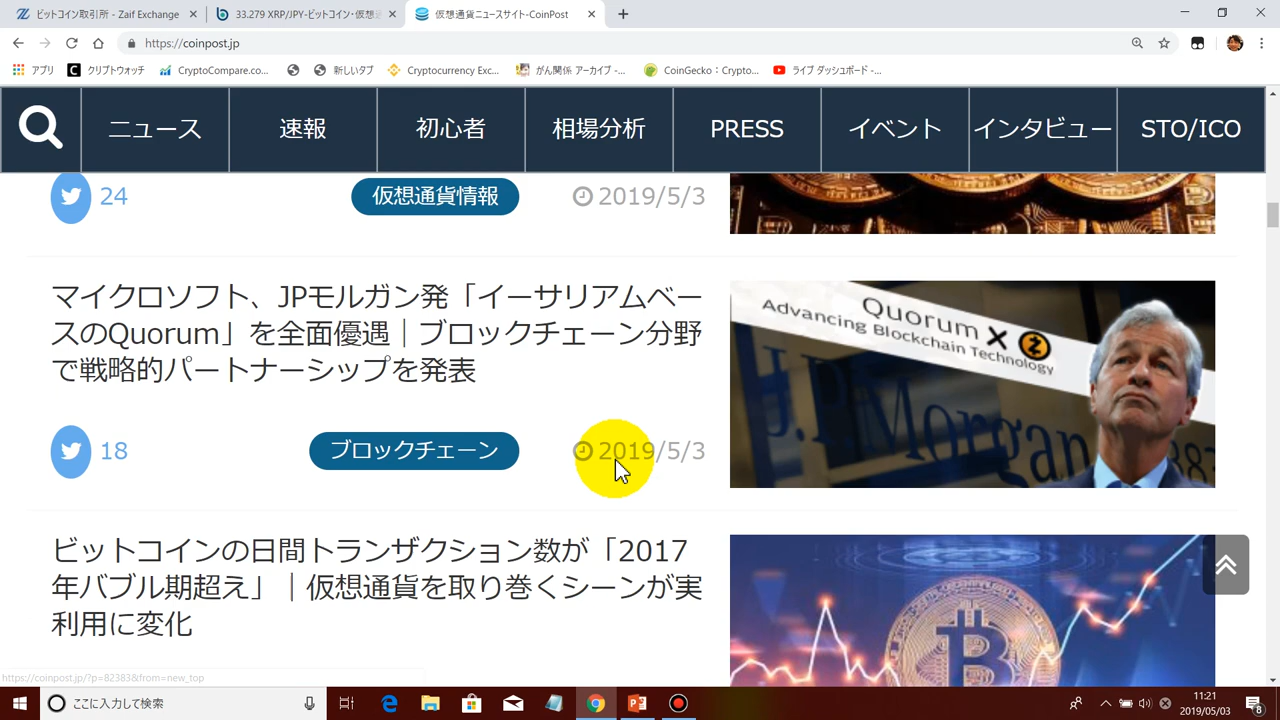 ビットコイン取引所 - Zaif Exchange
33.279 XRP/JPY-ビットコイン・仮想通
仮想通貨ニュースサイト-CoinPost
https://coinpost.jp
アプリ
クリプトウォッチ
CryptoCompare.co...
新しいタブ
Cryptocurrency Exc...
がん関係 アーカイブ -...
CoinGecko：Crypto...
ライブ ダッシュボード -...
ニュース
速報
初心者
相場分析
PRESS
イベント
インタビュー
STO/ICO
24
仮想通貨情報
2019/5/3
マイクロソフト、JPモルガン発「イーサリアムベー
スのQuorum」を全面優遇｜ブロックチェーン分野
で戦略的パートナーシップを発表
18
ブロックチェーン
2019/5/3
Quorum X
Advancing Blockchain Technology
J.P.Morgan
383
ビットコインの日間トランザクション数が「2017
年バブル期超え」｜仮想通貨を取り巻くシーンが実
利用に変化
https://coinpost.jp/?p=82383&from=new_top
ここに入力して検索
11:21
2019/05/03
8